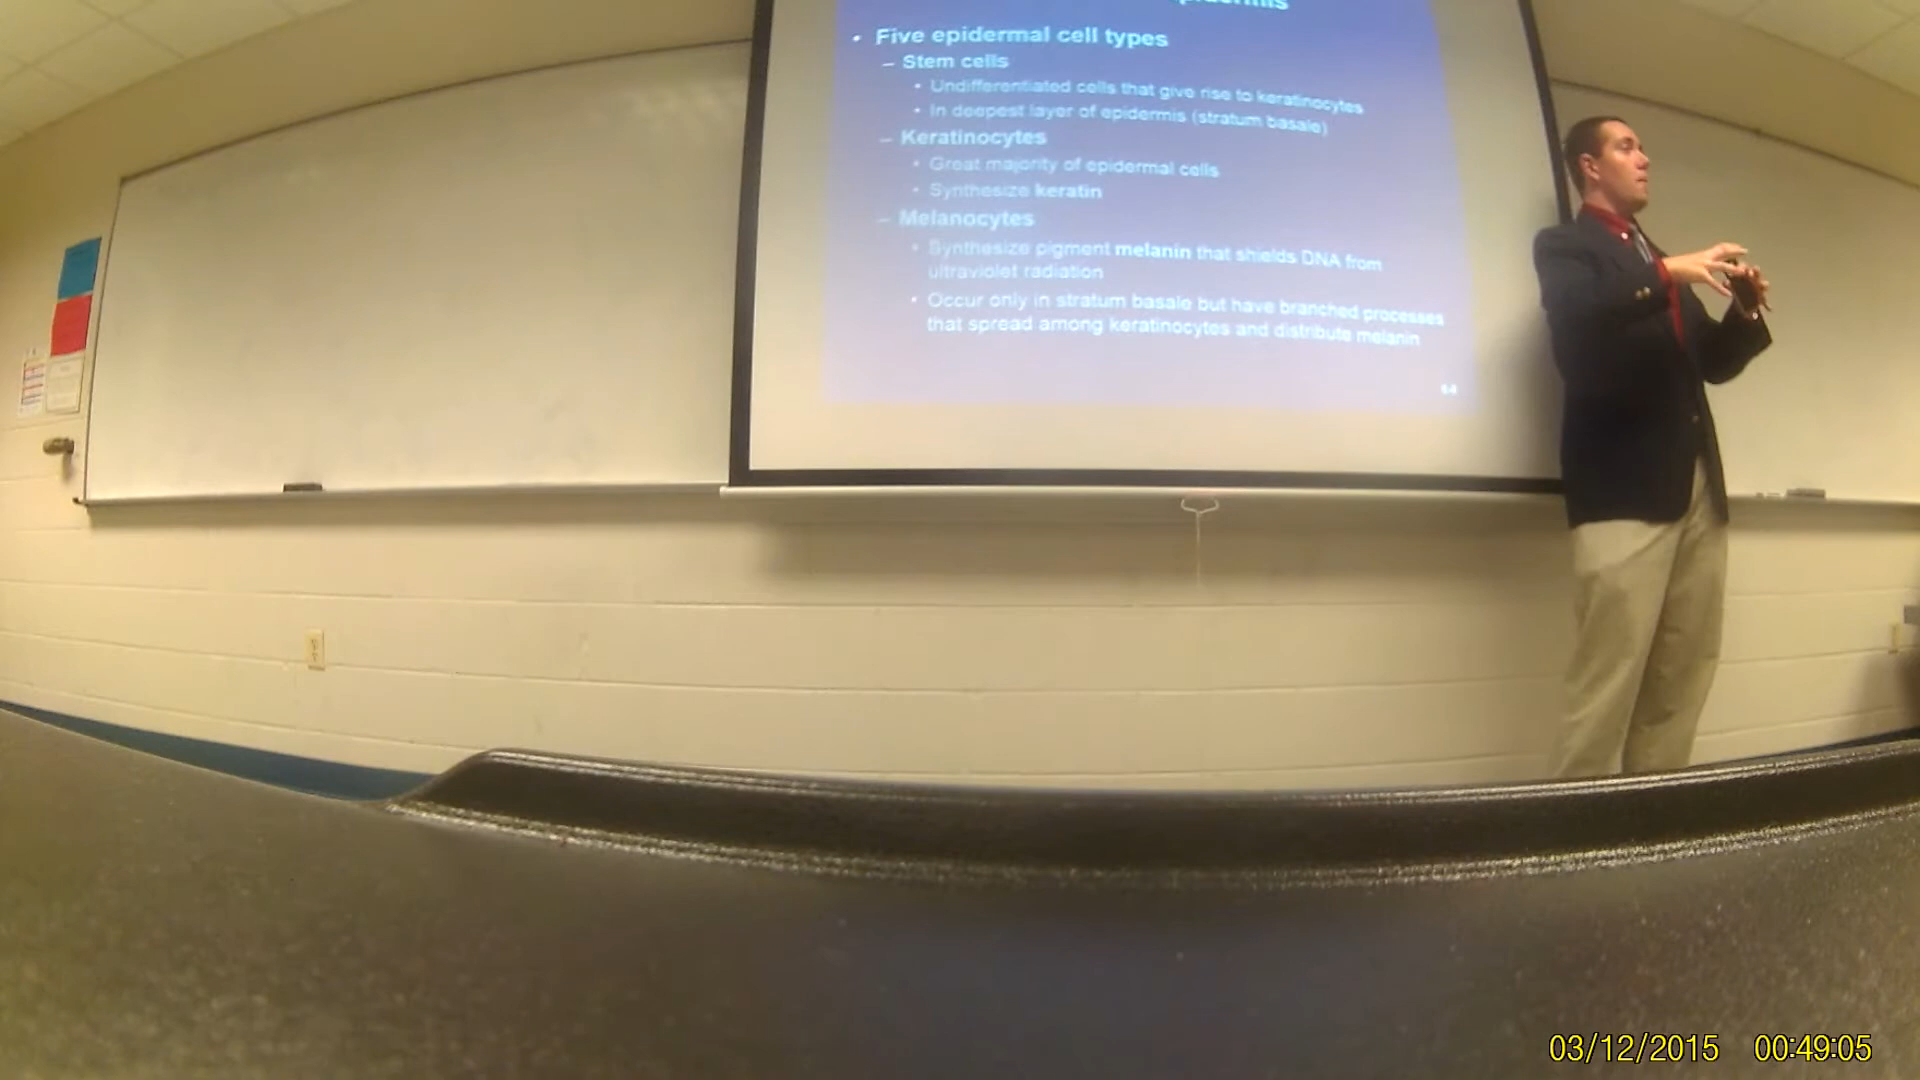 • Five epidermal cell types
– Stem cells
• Undifferentiated cells that give rise to keratinocytes
• In deepest layer of epidermis (stratum basale)
– Keratinocytes
• Great majority of epidermal cells
• Synthesize keratin
– Melanocytes
• Synthesize pigment melanin that shields DNA from
ultraviolet radiation
• Occur only in stratum basale but have branched processes
that spread among keratinocytes and distribute melanin
03/12/2015 00:49:05